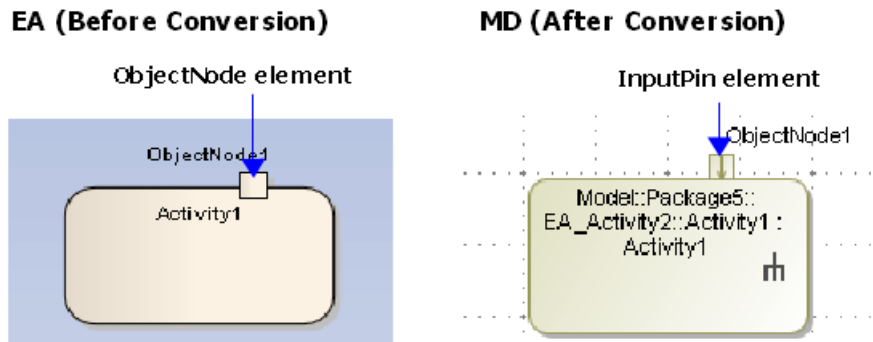 EA (Before Conversion)
MD (After Conversion)
ObjectNode element
InputPin element
ObjectNode1
ObjectNode1
Activity1
Model::Package5::
EA_Activity2::Activity1 :
Activity1